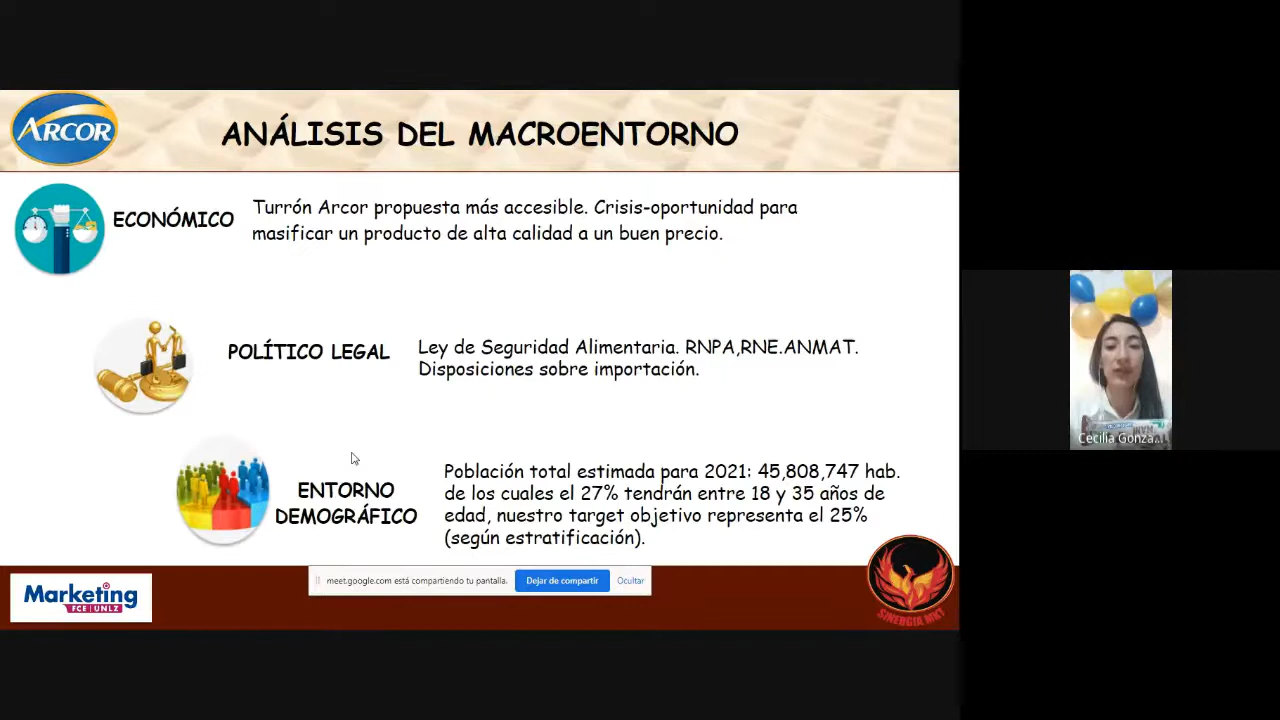 ARCOR
ANÁLISIS DEL MACROENTORNO
ECONÓMICO
Turrón Arcor propuesta más accesible. Crisis-oportunidad para
masificar un producto de alta calidad a un buen precio.
POLÍTICO LEGAL
Ley de Seguridad Alimentaria. RNPA,RNE.ANMAT.
Disposiciones sobre importación.
ENTORNO
DEMOGRÁFICO
Población total estimada para 2021: 45,808,747 hab.
de los cuales el 27% tendrán entre 18 y 35 años de
edad, nuestro target objetivo representa el 25%
(según estratificación).
meet.google.com está compartiendo tu pantalla.
Dejar de compartir
Ocultar
Marketing
FCE | UNLZ
SINERGIA MKT
Cecilia Gonza...